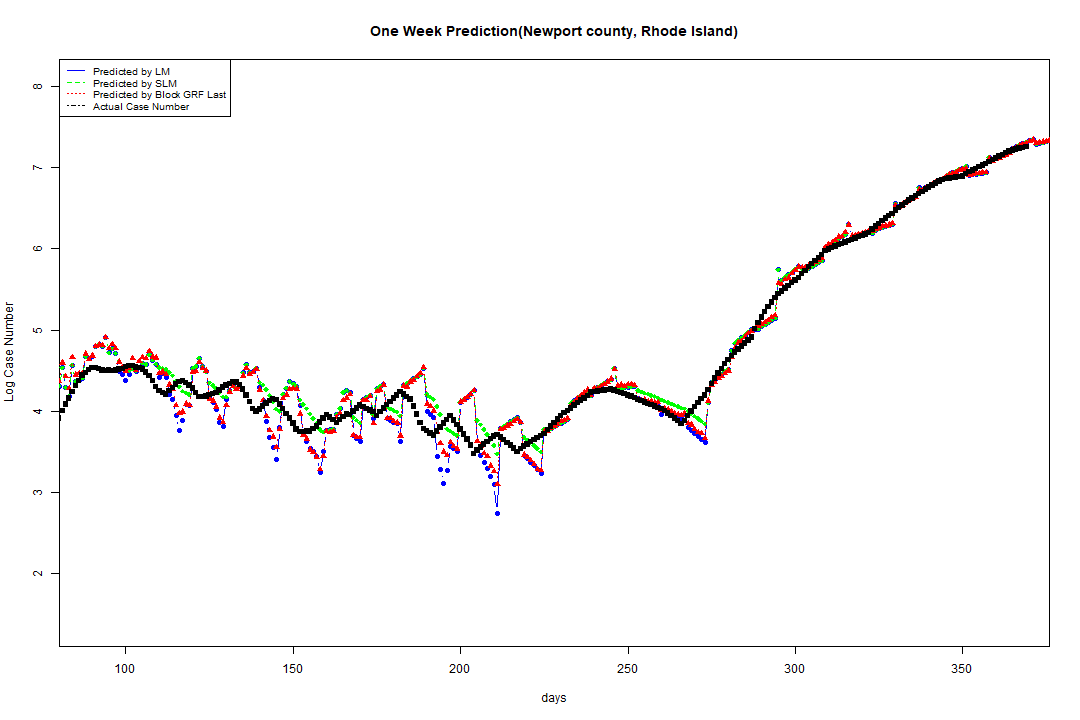 One Week Prediction(Newport county, Rhode Island)
Predicted by LM
Predicted by SLM
Predicted by Block GRF Last
Actual Case Number
8
7
6
5
4
3
2
Log Case Number
100 150 200 250 300 350
days